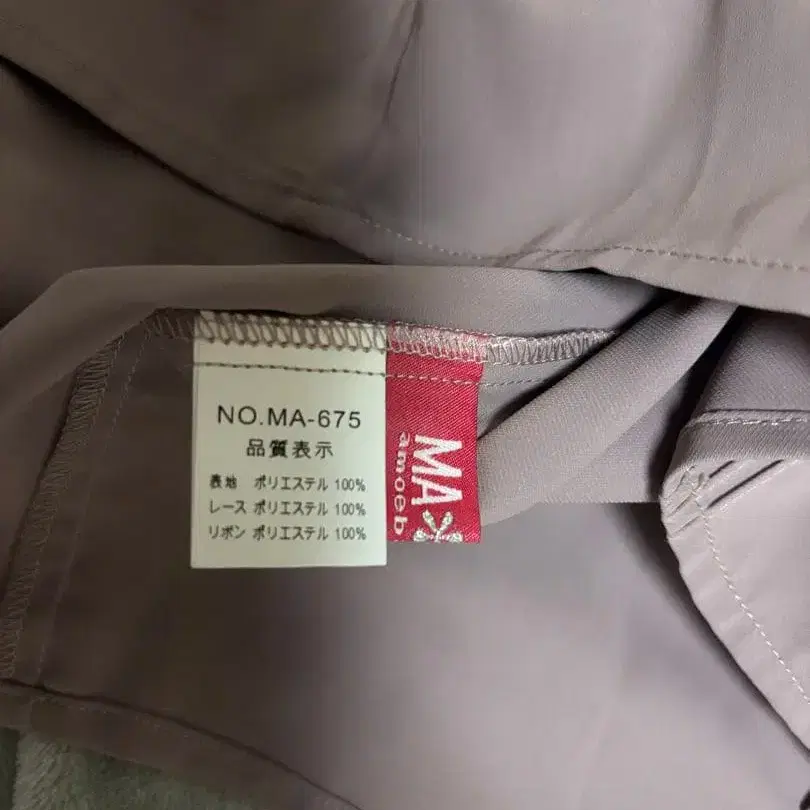 NO.MA-675
品質表示
表地 ポリエステル 100%
レース ポリエステル 100%
リボン ポリエステル 100%
MA*
amoeb